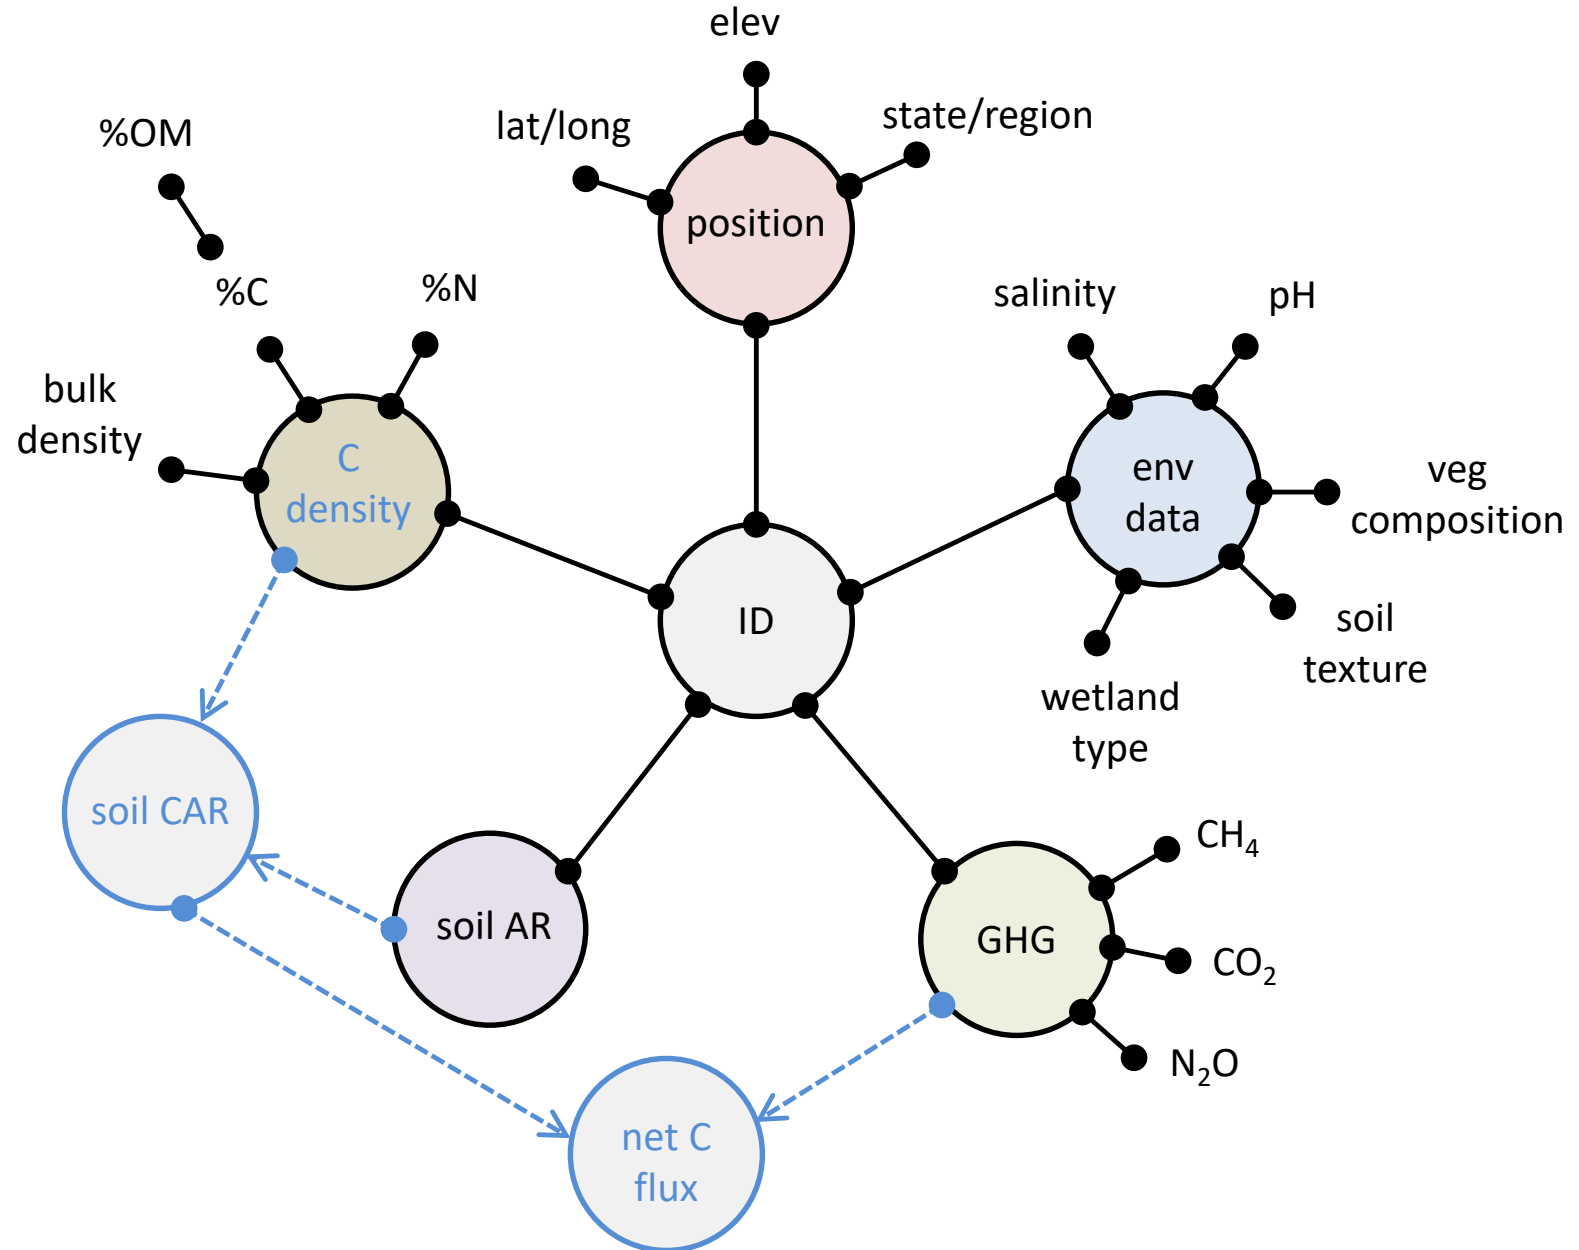 elev
lat/long
state/region
position
%OM
%C
%N
bulk
density
C
density
salinity
pH
env
data
veg
composition
soil
texture
wetland
type
ID
soil CAR
soil AR
GHG
CH₄
CO₂
N₂O
net C
flux